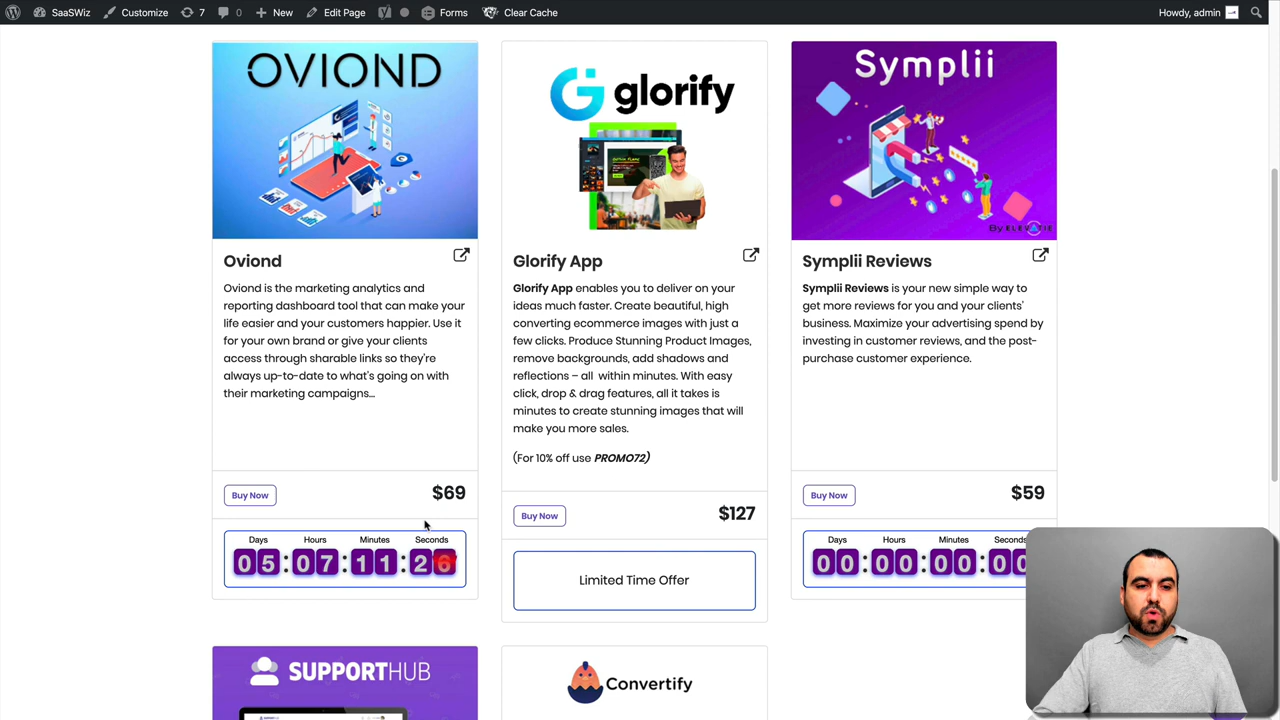 SaaSWiz Customize 7 0 New Edit Page Forms Clear Cache Howdy, admin
OVIOND
glorify
Symplii
By ELEVATIE
Oviond
Oviond is the marketing analytics and
reporting dashboard tool that can make your
life easier and your customers happier. Use it
for your own brand or give your clients
access through sharable links so they're
always up-to-date to what's going on with
their marketing campaigns...
Buy Now $69
Days Hours Minutes Seconds
05:07:11:26
Glorify App
Glorify App enables you to deliver on your
ideas much faster. Create beautiful, high
converting ecommerce images with just a
few clicks. Produce Stunning Product Images,
remove backgrounds, add shadows and
reflections – all within minutes. With easy
click, drop & drag features, all it takes is
minutes to create stunning images that will
make you more sales.
(For 10% off use PROMO72)
Buy Now $127
Limited Time Offer
Symplii Reviews
Symplii Reviews is your new simple way to
get more reviews for you and your clients'
business. Maximize your advertising spend by
investing in customer reviews, and the post-
purchase customer experience.
Buy Now $59
Days Hours Minutes Seconds
00:00:00:00
SUPPORTHUB
Convertify